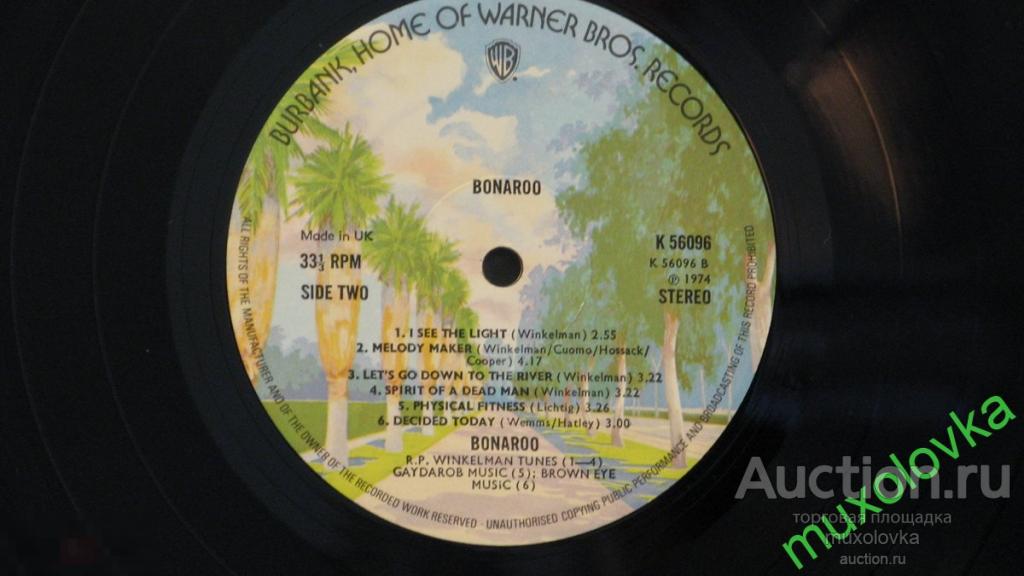 BURBANK, HOME OF WARNER BROS. RECORDS
WB
BONAROO
Made in UK
33⅓ RPM
SIDE TWO
K 56096
K 56096 B
℗ 1974
STEREO
1. I SEE THE LIGHT (Winkelman) 2.55
2. MELODY MAKER (Winkelman/Cuomo/Hossack/
Cooper) 4.17
3. LET'S GO DOWN TO THE RIVER (Winkelman) 3.22
4. SPIRIT OF A DEAD MAN (Winkelman) 3.22
5. PHYSICAL FITNESS (Lichtig) 3.26
6. DECIDED TODAY (Wemms/Hatley) 3.00
BONAROO
R.P. WINKELMAN TUNES (1—4)
GAYDAROB MUSIC (5); BROWN EYE
MUSIC (6)
ALL RIGHTS OF THE MANUFACTURER AND OF THE OWNER OF THE RECORDED WORK RESERVED - UNAUTHORISED COPYING PUBLIC PERFORMANCE AND BROADCASTING OF THIS RECORD PROHIBITED
muxolovka
Auction.ru
торговая площадка
muxolovka
auction.ru